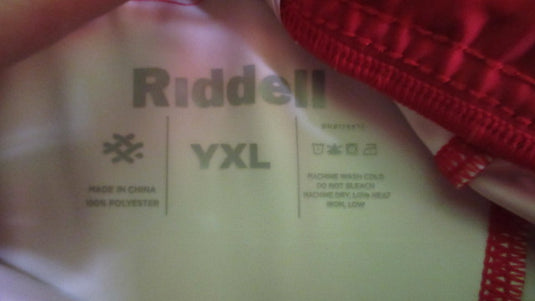 Riddell
YXL
MADE IN CHINA
100% POLYESTER
MACHINE WASH COLD
DO NOT BLEACH
MACHINE DRY, LOW HEAT
IRON, LOW